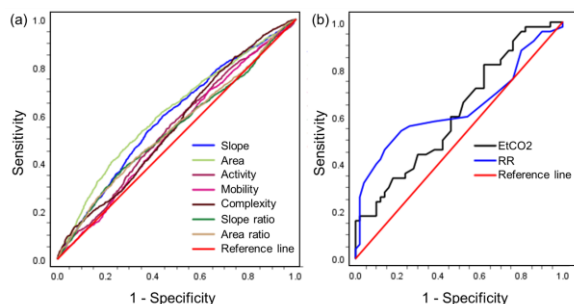 (a)
Sensitivity
1.0
0.8
0.6
0.4
0.2
0.0
Slope
Area
Activity
Mobility
Complexity
Slope ratio
Area ratio
Reference line
0.0 0.2 0.4 0.6 0.8 1.0
1 - Specificity
(b)
Sensitivity
1.0
0.8
0.6
0.4
0.2
0.0
EtCO2
RR
Reference line
0.0 0.2 0.4 0.6 0.8 1.0
1 - Specificity